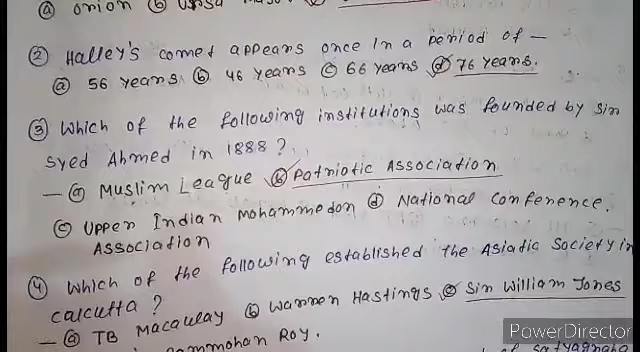 ⓐ onion ⓑ
② Halley's comet appears once in a period of —
ⓐ 56 years ⓑ 46 years ⓒ 66 years ⓓ 76 years.
③ Which of the following institutions was founded by Sir
Syed Ahmed in 1888 ?
— ⓐ Muslim League ⓑ Patriotic Association
ⓒ Upper Indian Mohammedon ⓓ National Conference.
Association
④ Which of the following established the Asiatic Society in
Calcutta ?
— ⓐ TB Macaulay ⓑ Warren Hastings ⓒ Sir William Jones
Rammohan Roy.
of satyagraha
PowerDirector